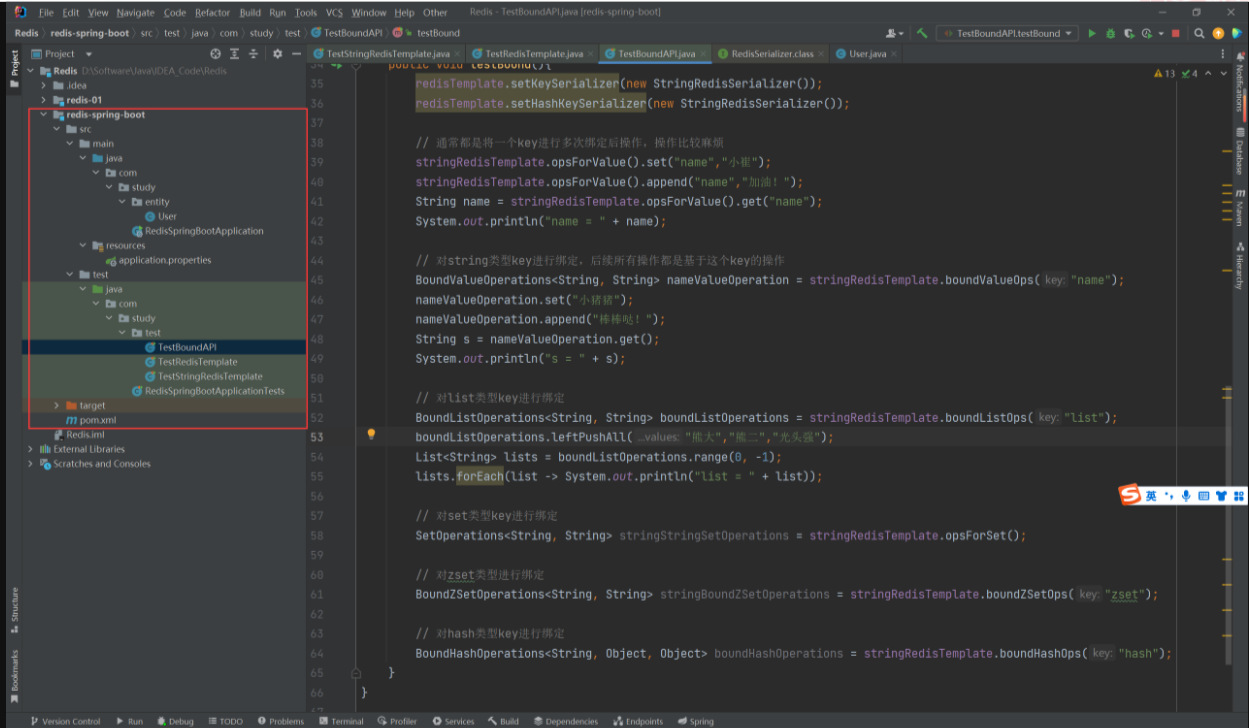 File Edit View Navigate Code Refactor Build Run Tools VCS Window Help Other Redis - TestBoundAPI.java [redis-spring-boot]
Redis redis-spring-boot src test java com study test TestBoundAPI testBound
TestBoundAPI.testBound
Project
TestStringRedisTemplate.java TestRedisTemplate.java TestBoundAPI.java RedisSerializer.class User.java
Redis D:\Software\Java\IDEA_Code\Redis
.idea
redis-01
redis-spring-boot
src
main
java
com
study
entity
User
RedisSpringBootApplication
resources
application.properties
test
java
com
study
test
TestBoundAPI
TestRedisTemplate
TestStringRedisTemplate
RedisSpringBootApplicationTests
target
pom.xml
Redis.iml
External Libraries
Scratches and Consoles
Project
Structure
Bookmarks
13 4
34 public void testBound(){
35 redisTemplate.setKeySerializer(new StringRedisSerializer());
36 redisTemplate.setHashKeySerializer(new StringRedisSerializer());
37
38 // 通常都是将一个key进行多次绑定后操作，操作比较麻烦
39 stringRedisTemplate.opsForValue().set("name","小崔");
40 stringRedisTemplate.opsForValue().append("name","加油！");
41 String name = stringRedisTemplate.opsForValue().get("name");
42 System.out.println("name = " + name);
43
44 // 对string类型key进行绑定，后续所有操作都是基于这个key的操作
45 BoundValueOperations<String, String> nameValueOperation = stringRedisTemplate.boundValueOps( key: "name");
46 nameValueOperation.set("小猪猪");
47 nameValueOperation.append("棒棒哒！");
48 String s = nameValueOperation.get();
49 System.out.println("s = " + s);
50
51 // 对list类型key进行绑定
52 BoundListOperations<String, String> boundListOperations = stringRedisTemplate.boundListOps( key: "list");
53 boundListOperations.leftPushAll( ...values: "熊大","熊二","光头强");
54 List<String> lists = boundListOperations.range(0, -1);
55 lists.forEach(list -> System.out.println("list = " + list));
56
57 // 对set类型key进行绑定
58 SetOperations<String, String> stringStringSetOperations = stringRedisTemplate.opsForSet();
59
60 // 对zset类型进行绑定
61 BoundZSetOperations<String, String> stringBoundZSetOperations = stringRedisTemplate.boundZSetOps( key: "zset");
62
63 // 对hash类型key进行绑定
64 BoundHashOperations<String, Object, Object> boundHashOperations = stringRedisTemplate.boundHashOps( key: "hash");
65 }
66 }
67
Notifications
Database
Maven
Hierarchy
英
Version Control Run Debug TODO Problems Terminal Profiler Services Build Dependencies Endpoints Spring